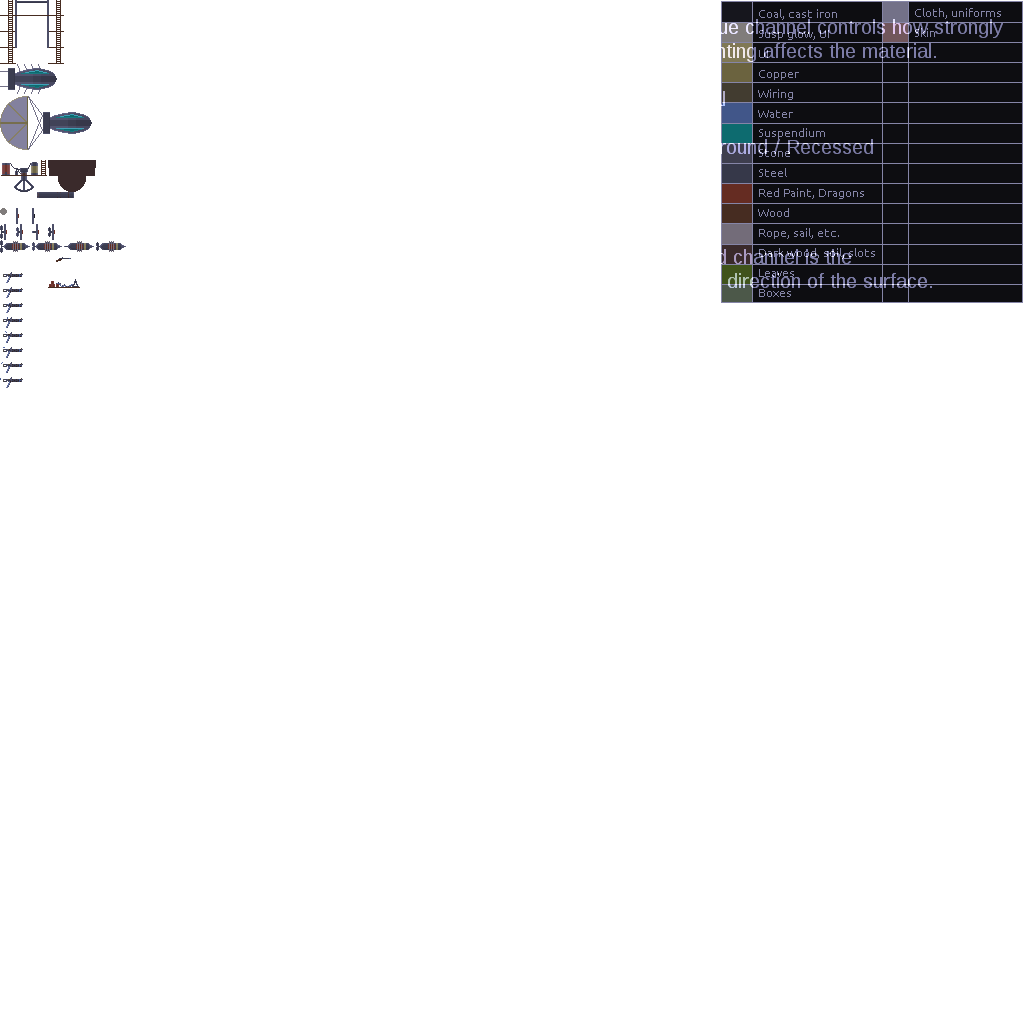 Coal, cast iron
Cloth, uniforms
ue channel controls how strongly
Susp glow, UI
Skin
nting affects the material.
UI
Copper
Wiring
Water
Suspendium
round / Recessed
Stone
Steel
Red Paint, Dragons
Wood
Rope, sail, etc.
d channel is the
Dark wood, soil, slots
Leaves
direction of the surface.
Boxes